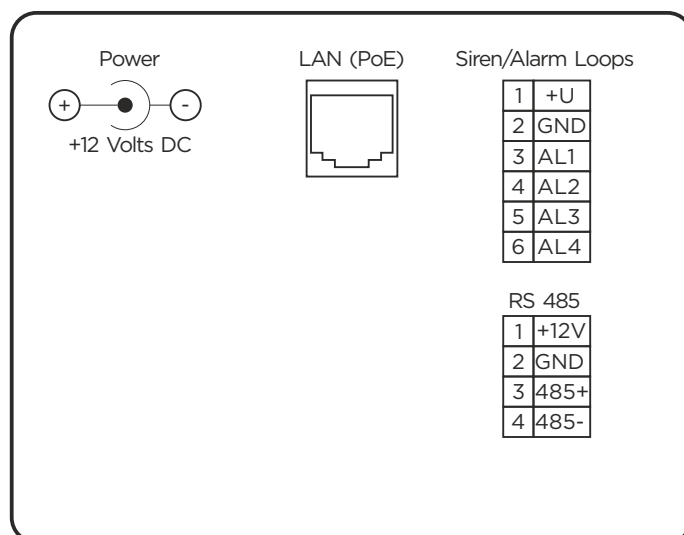 Power
+
-
+12 Volts DC
LAN (PoE)
Siren/Alarm Loops
1 +U
2 GND
3 AL1
4 AL2
5 AL3
6 AL4
RS 485
1 +12V
2 GND
3 485+
4 485-